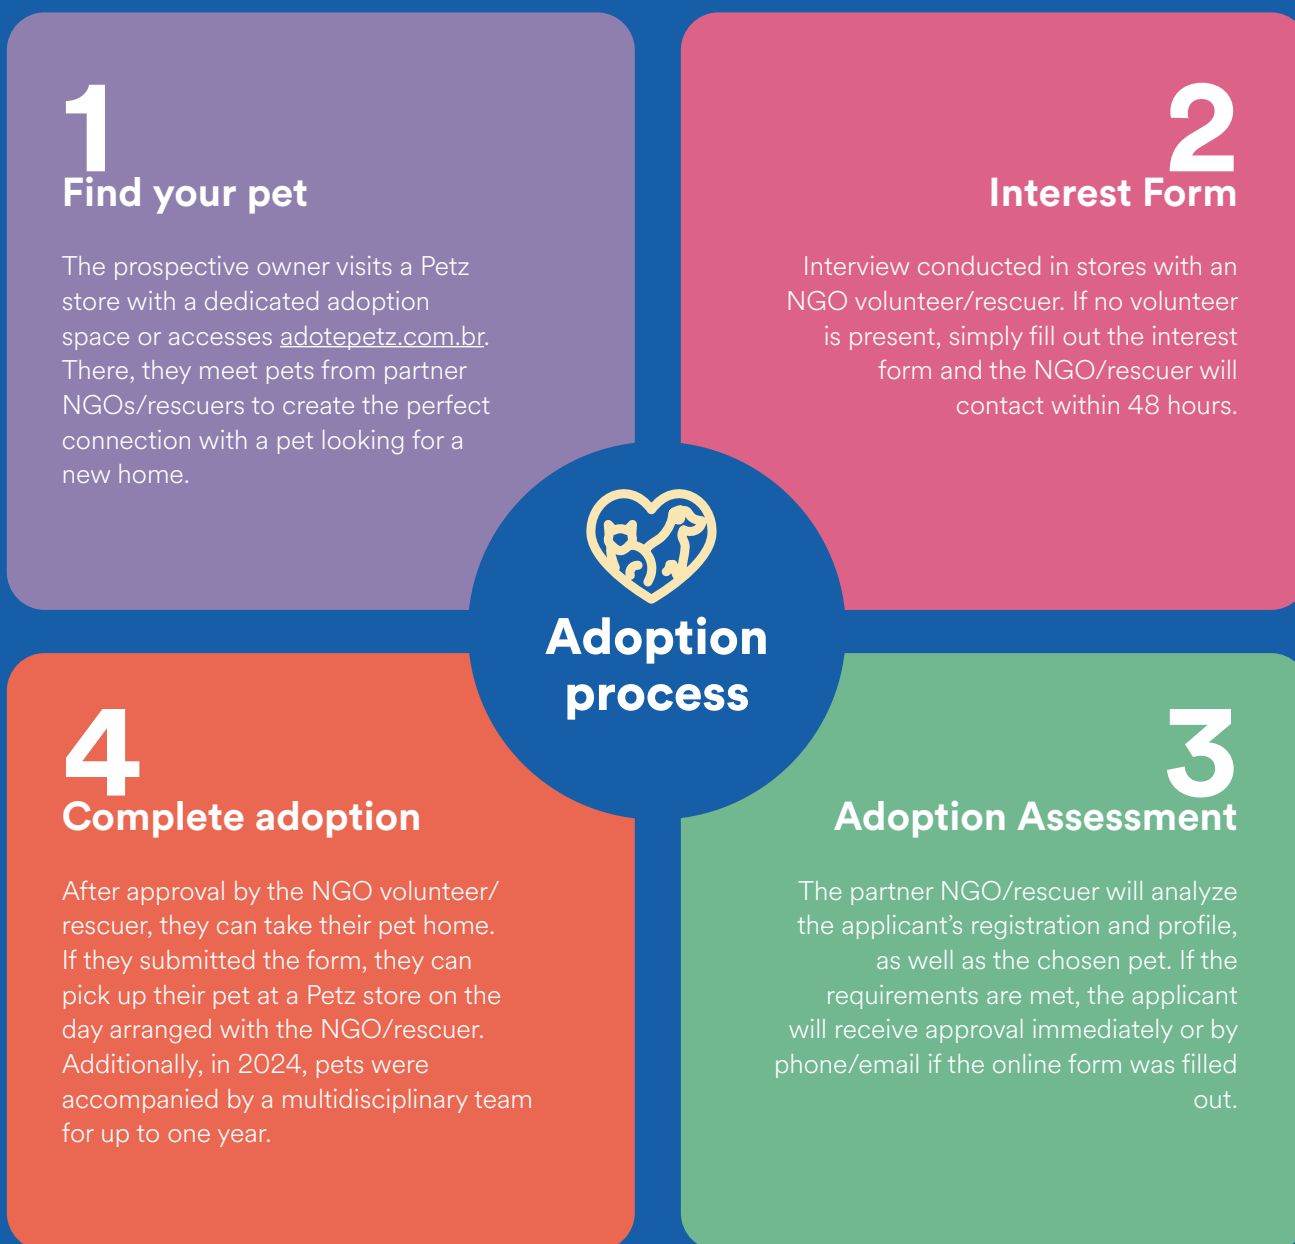 1
Find your pet
The prospective owner visits a Petz
store with a dedicated adoption
space or accesses adotepetz.com.br.
There, they meet pets from partner
NGOs/rescuers to create the perfect
connection with a pet looking for a
new home.
2
Interest Form
Interview conducted in stores with an
NGO volunteer/rescuer. If no volunteer
is present, simply fill out the interest
form and the NGO/rescuer will
contact within 48 hours.
Adoption
process
3
Adoption Assessment
The partner NGO/rescuer will analyze
the applicant’s registration and profile,
as well as the chosen pet. If the
requirements are met, the applicant
will receive approval immediately or by
phone/email if the online form was filled
out.
4
Complete adoption
After approval by the NGO volunteer/
rescuer, they can take their pet home.
If they submitted the form, they can
pick up their pet at a Petz store on the
day arranged with the NGO/rescuer.
Additionally, in 2024, pets were
accompanied by a multidisciplinary team
for up to one year.